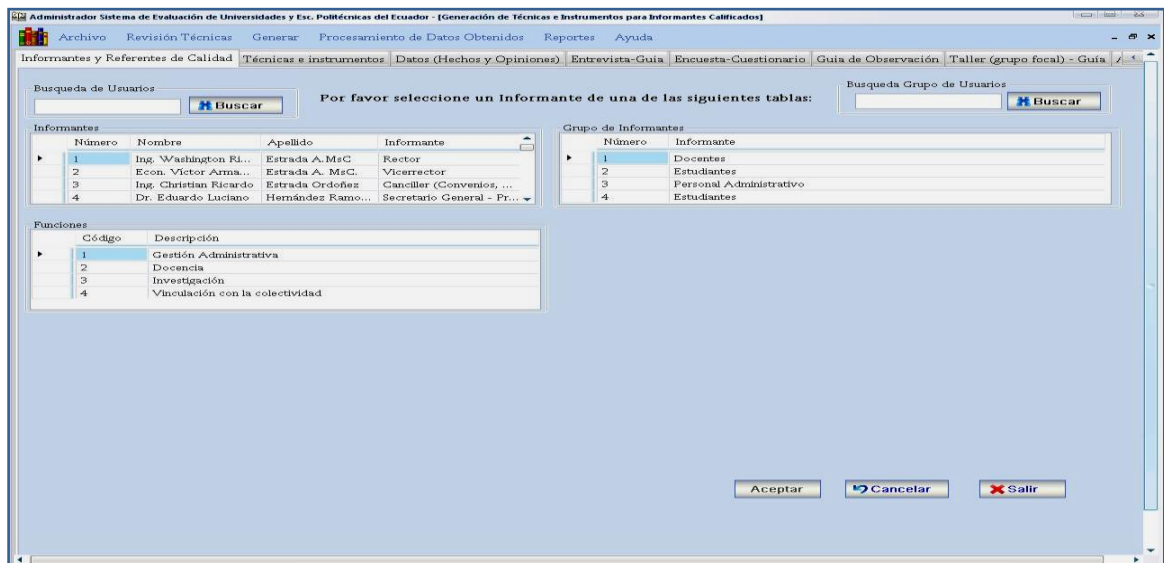 Administrador Sistema de Evaluación de Universidades y Esc. Politécnicas del Ecuador - [Generación de Técnicas e Instrumentos para Informantes Calificados]
Archivo Revisión Técnicas Generar Procesamiento de Datos Obtenidos Reportes Ayuda
Informantes y Referentes de Calidad Técnicas e instrumentos Datos (Hechos y Opiniones) Entrevista-Guia Encuesta-Cuestionario Guia de Observación Taller (grupo focal) - Guía
Busqueda de Usuarios
Buscar
Por favor seleccione un Informante de una de las siguientes tablas:
Busqueda Grupo de Usuarios
Buscar
Informantes
Número Nombre Apellido Informante
1 Ing. Washington Ri... Estrada A. MsC Rector
2 Econ. Víctor Arma... Estrada A. MsC. Vicerrector
3 Ing. Christian Ricardo Estrada Ordoñez Canciller (Convenios, ...
4 Dr. Eduardo Luciano Hernández Ramo... Secretario General - Pr...
Grupo de Informantes
Número Informante
1 Docentes
2 Estudiantes
3 Personal Administrativo
4 Estudiantes
Funciones
Código Descripción
1 Gestión Administrativa
2 Docencia
3 Investigación
4 Vinculación con la colectividad
Aceptar Cancelar Salir